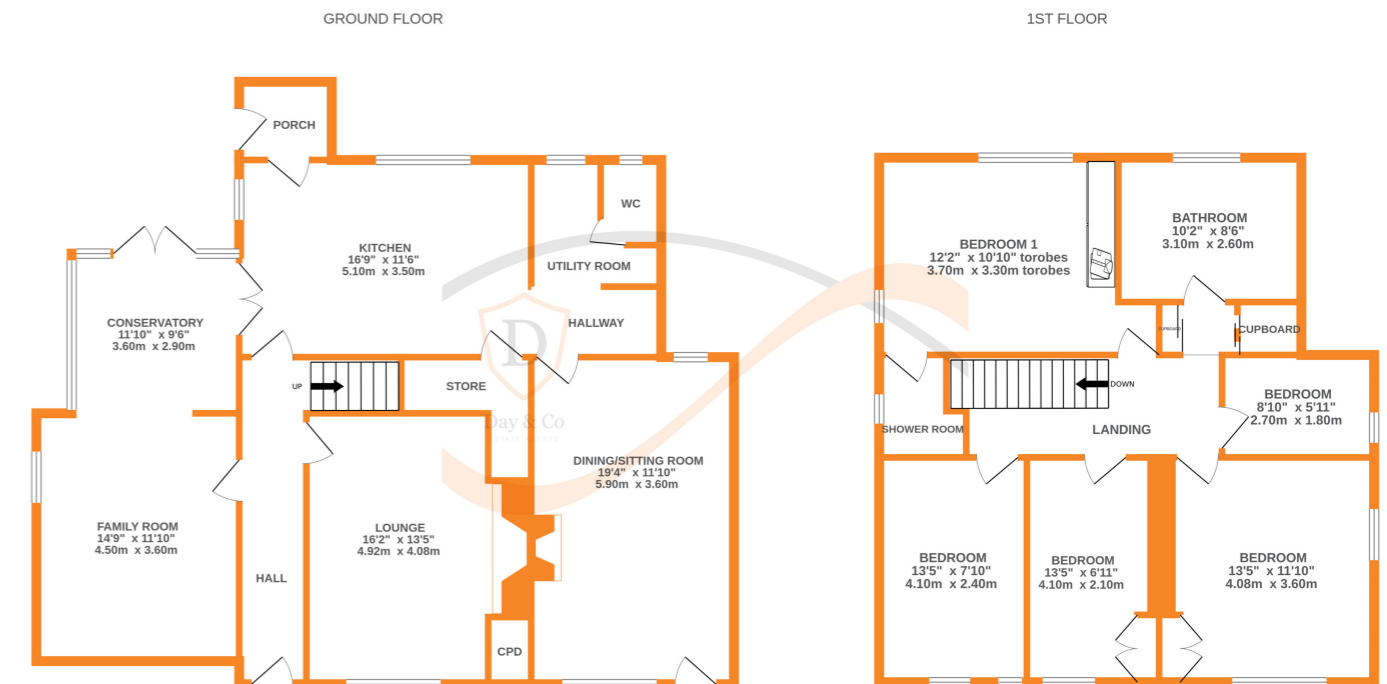 GROUND FLOOR
1ST FLOOR
PORCH
WC
KITCHEN
16'9" x 11'6"
5.10m x 3.50m
UTILITY ROOM
HALLWAY
CONSERVATORY
11'10" x 9'6"
3.60m x 2.90m
UP
STORE
D
Day & Co
DINING/SITTING ROOM
19'4" x 11'10"
5.90m x 3.60m
FAMILY ROOM
14'9" x 11'10"
4.50m x 3.60m
LOUNGE
16'2" x 13'5"
4.92m x 4.08m
HALL
CPD
BEDROOM 1
12'2" x 10'10" torobes
3.70m x 3.30m torobes
BATHROOM
10'2" x 8'6"
3.10m x 2.60m
CUPBOARD
CUPBOARD
DOWN
BEDROOM
8'10" x 5'11"
2.70m x 1.80m
SHOWER ROOM
LANDING
BEDROOM
13'5" x 7'10"
4.10m x 2.40m
BEDROOM
13'5" x 6'11"
4.10m x 2.10m
BEDROOM
13'5" x 11'10"
4.08m x 3.60m